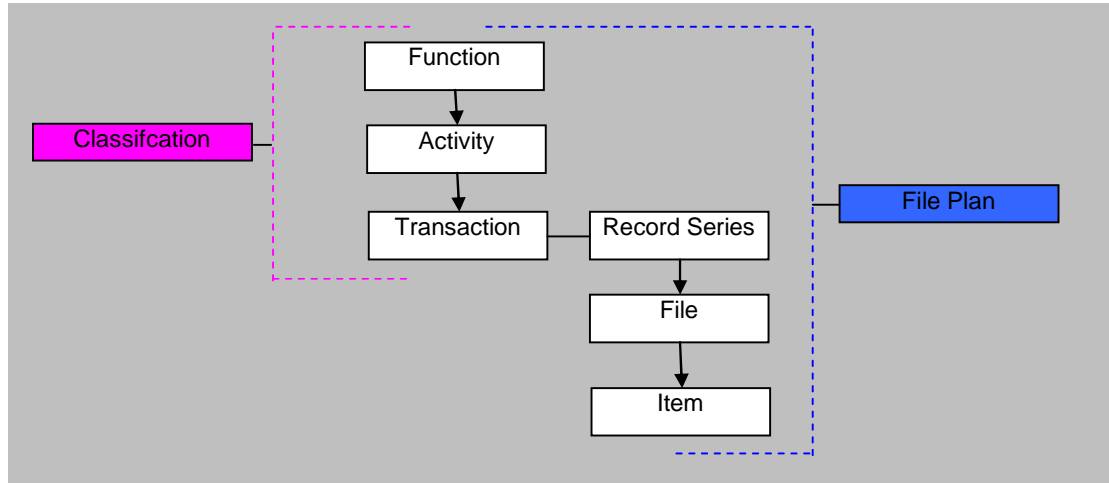 Function
Classifcation
Activity
File Plan
Transaction
Record Series
File
Item